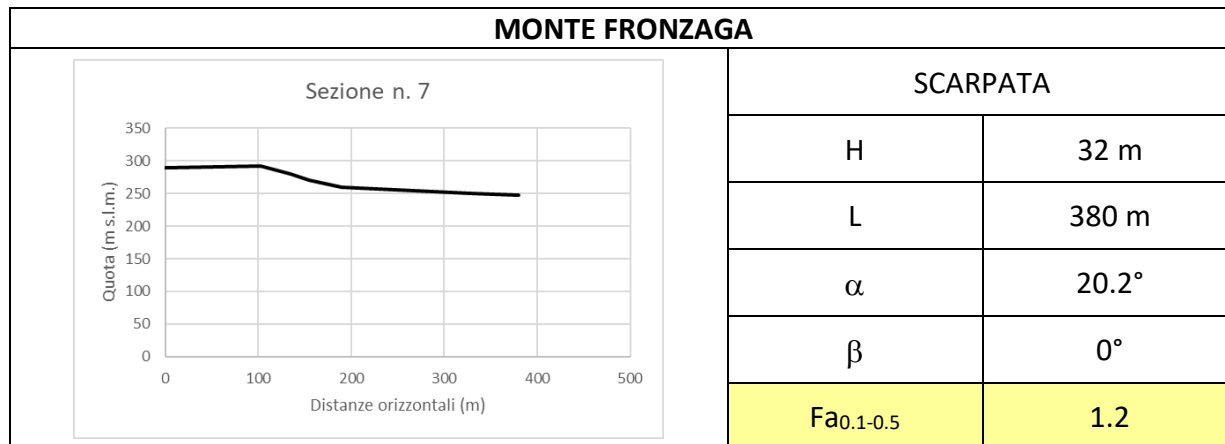 MONTE FRONZAGA
Sezione n. 7
Quota (m s.l.m.)
350
300
250
200
150
100
50
0
0 100 200 300 400 500
Distanze orizzontali (m)
SCARPATA
H 32 m
L 380 m
α 20.2°
β 0°
Fa0.1-0.5 1.2